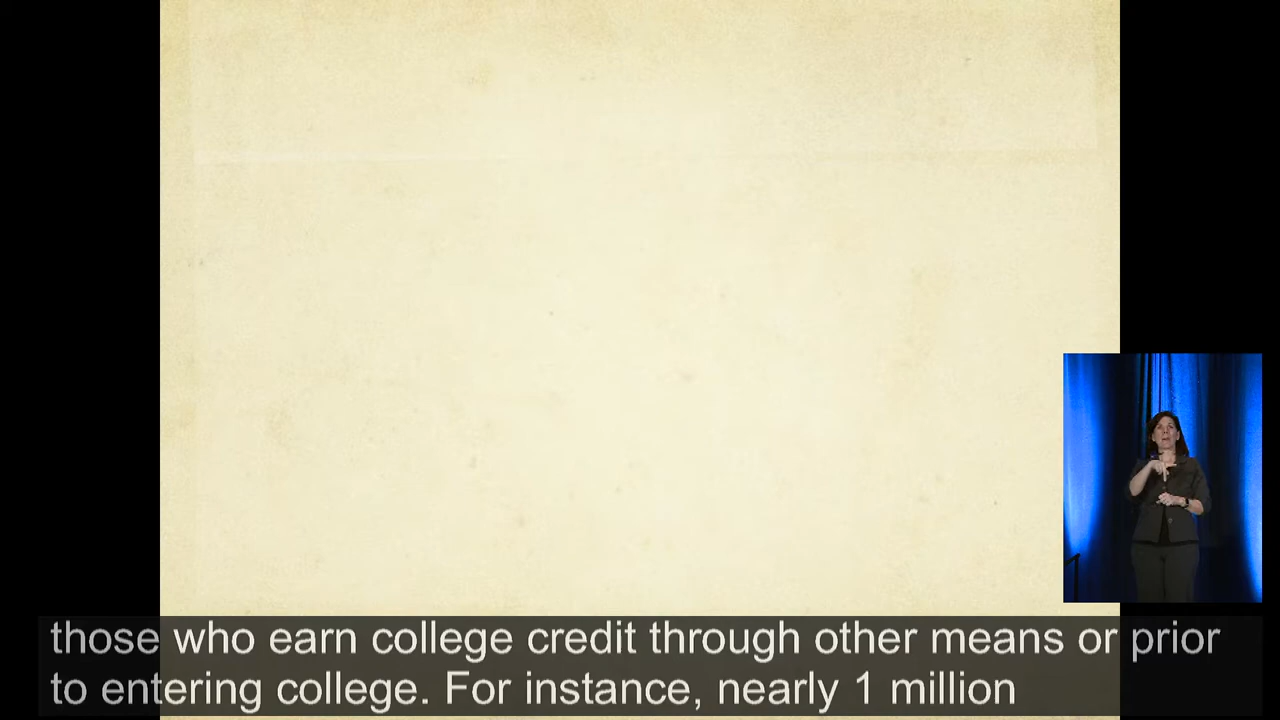 those who earn college credit through other means or prior
to entering college. For instance, nearly 1 million